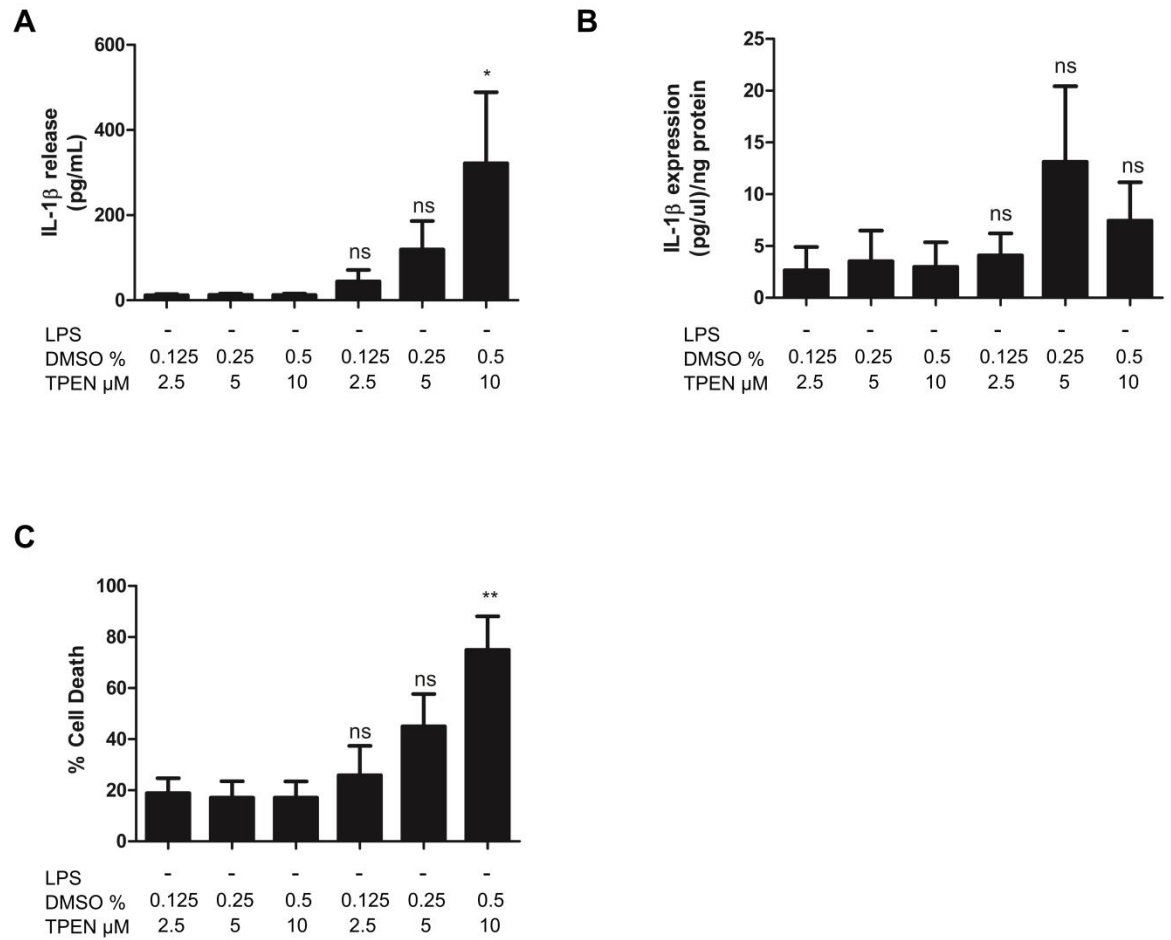 A
IL-1β release
(pg/mL)
600
400
200
0
ns
ns
*
LPS - - - - - -
DMSO % 0.125 0.25 0.5 0.125 0.25 0.5
TPEN µM 2.5 5 10 2.5 5 10
B
IL-1β expression
(pg/ul)/ng protein
25
20
15
10
5
0
ns
ns
ns
LPS - - - - - -
DMSO % 0.125 0.25 0.5 0.125 0.25 0.5
TPEN µM 2.5 5 10 2.5 5 10
C
% Cell Death
100
80
60
40
20
0
ns
ns
**
LPS - - - - - -
DMSO % 0.125 0.25 0.5 0.125 0.25 0.5
TPEN µM 2.5 5 10 2.5 5 10